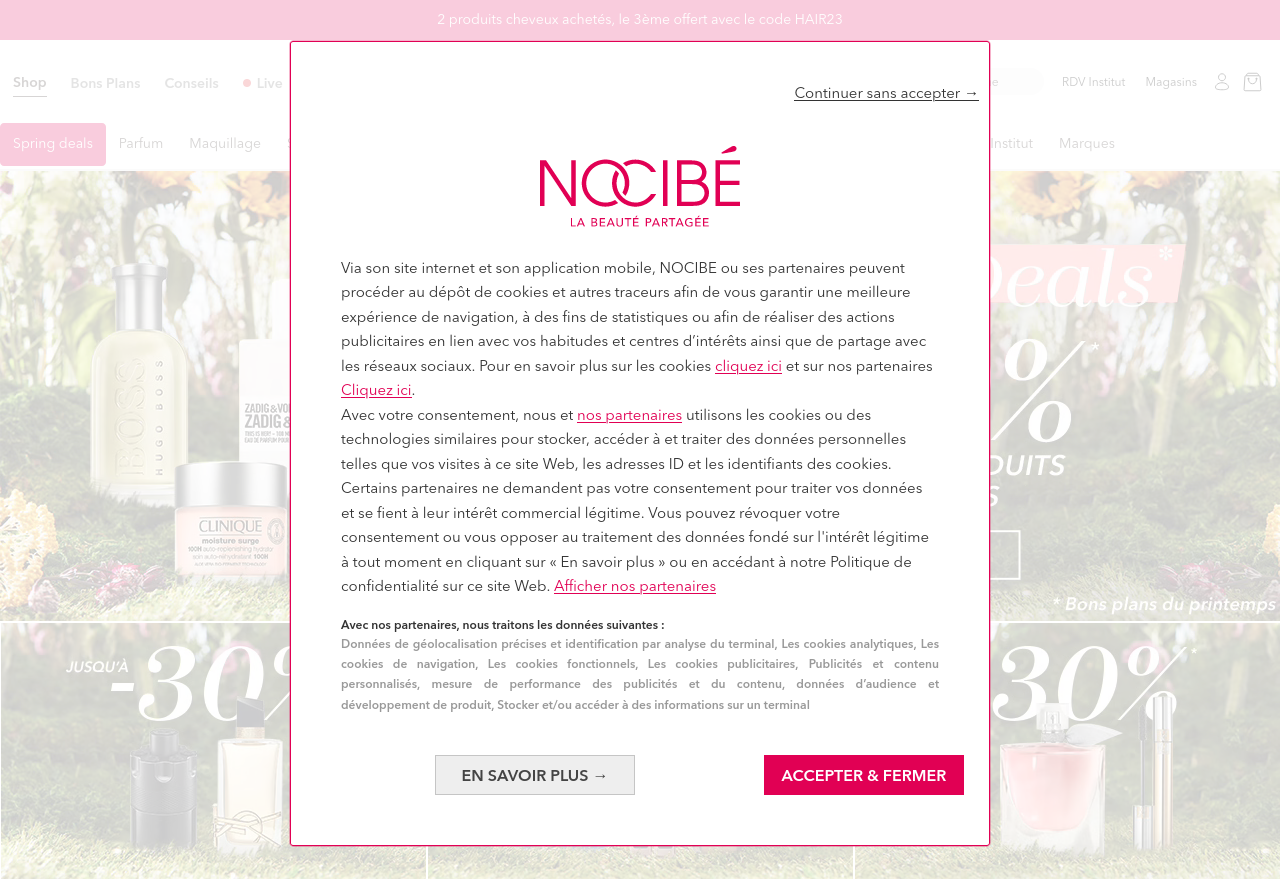 2 produits cheveux achetés, le 3ème offert avec le code HAIR23
Shop Bons Plans Conseils Live
RDV Institut Magasins
Spring deals Parfum Maquillage
Institut Marques
Continuer sans accepter →
NOCIBÉ
LA BEAUTÉ PARTAGÉE
Via son site internet et son application mobile, NOCIBE ou ses partenaires peuvent
procéder au dépôt de cookies et autres traceurs afin de vous garantir une meilleure
expérience de navigation, à des fins de statistiques ou afin de réaliser des actions
publicitaires en lien avec vos habitudes et centres d’intérêts ainsi que de partage avec
les réseaux sociaux. Pour en savoir plus sur les cookies cliquez ici et sur nos partenaires
Cliquez ici.
Avec votre consentement, nous et nos partenaires utilisons les cookies ou des
technologies similaires pour stocker, accéder à et traiter des données personnelles
telles que vos visites à ce site Web, les adresses ID et les identifiants des cookies.
Certains partenaires ne demandent pas votre consentement pour traiter vos données
et se fient à leur intérêt commercial légitime. Vous pouvez révoquer votre
consentement ou vous opposer au traitement des données fondé sur l'intérêt légitime
à tout moment en cliquant sur « En savoir plus » ou en accédant à notre Politique de
confidentialité sur ce site Web. Afficher nos partenaires
Avec nos partenaires, nous traitons les données suivantes :
Données de géolocalisation précises et identification par analyse du terminal, Les cookies analytiques, Les
cookies de navigation, Les cookies fonctionnels, Les cookies publicitaires, Publicités et contenu
personnalisés, mesure de performance des publicités et du contenu, données d’audience et
développement de produit, Stocker et/ou accéder à des informations sur un terminal
EN SAVOIR PLUS →
ACCEPTER & FERMER
Deals*
%*
BOSS
HUGO BOSS
CLINIQUE
moisture surge
* Bons plans du printemps
JUSQU'À
-30%
30%*